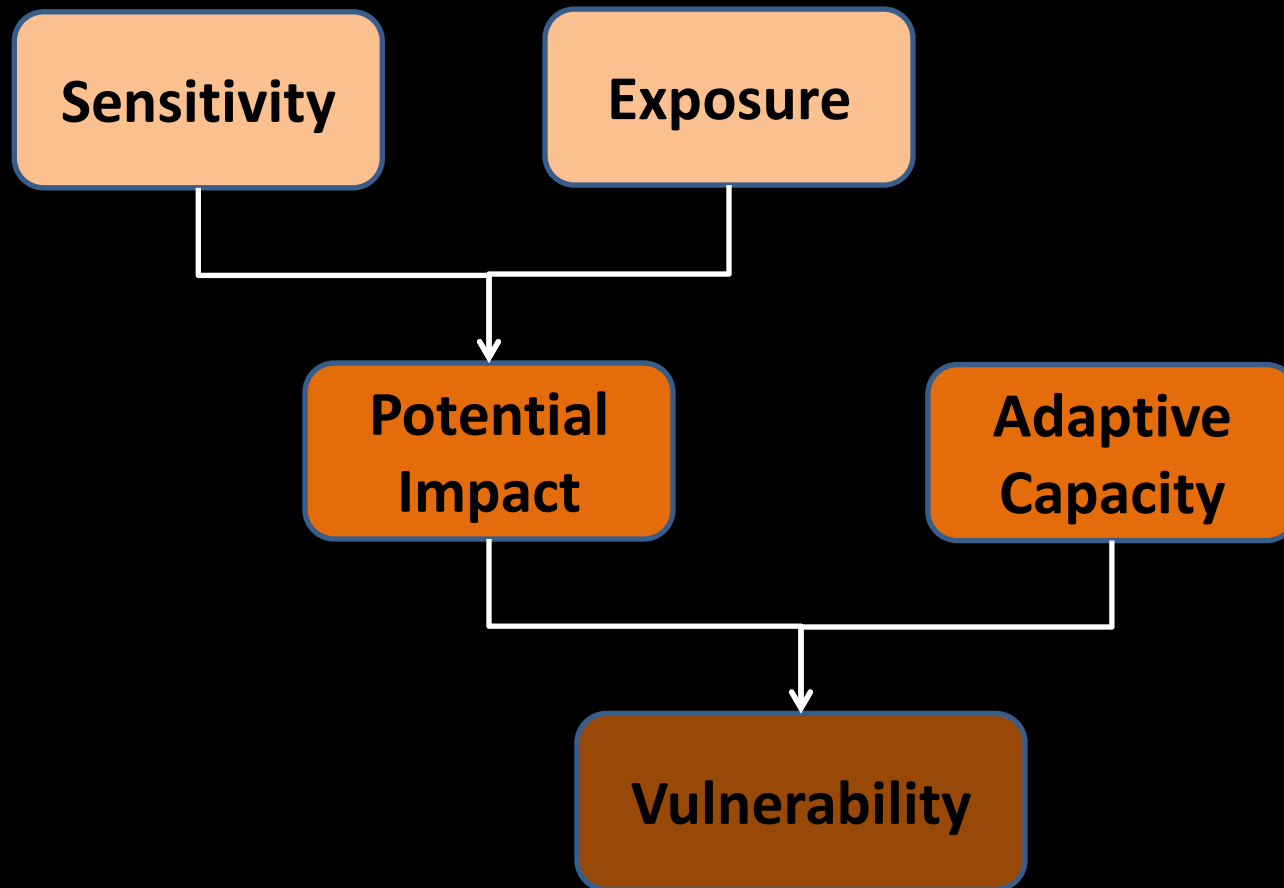 Sensitivity
Exposure
Potential
Impact
Adaptive
Capacity
Vulnerability